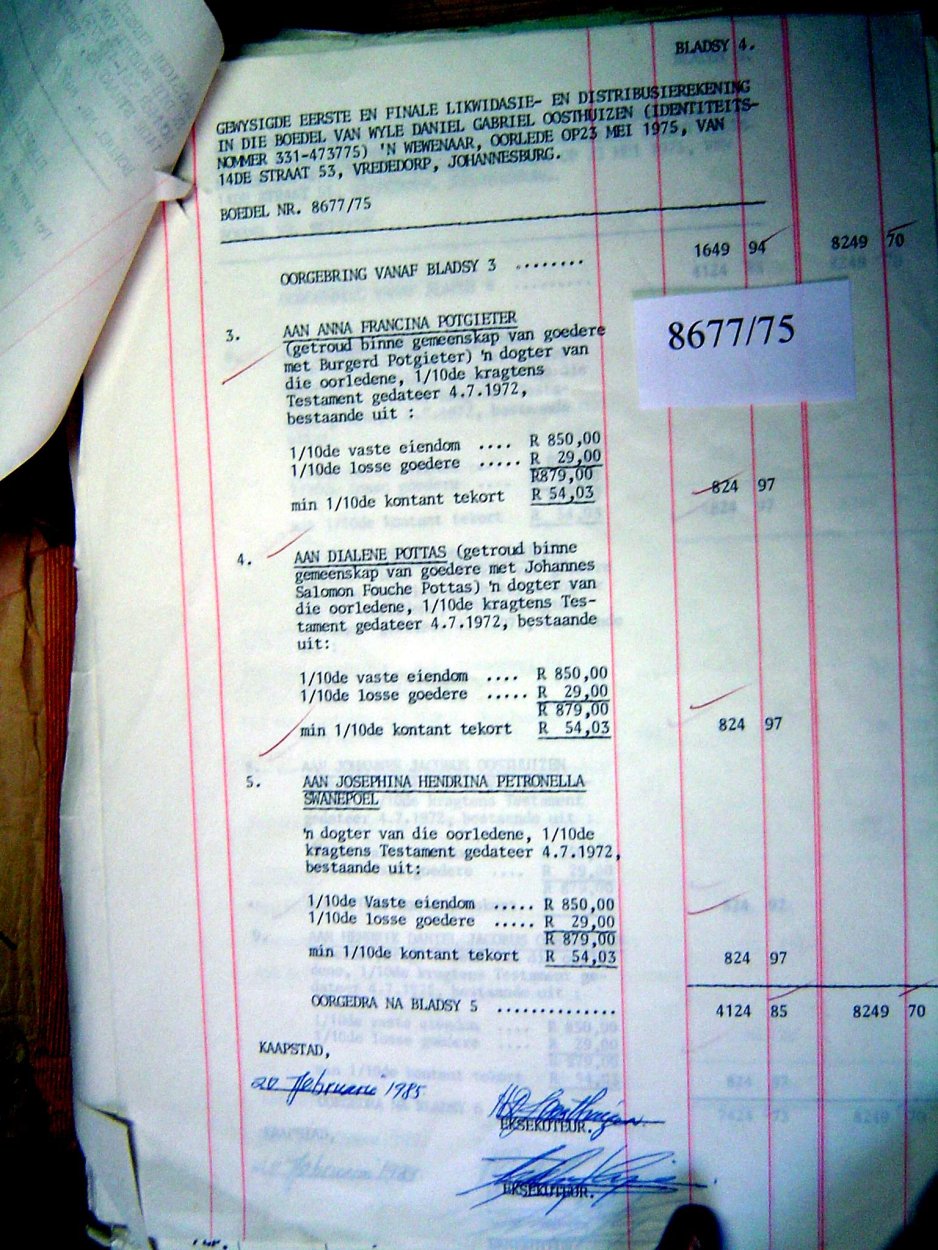 BLADSY 4.
GEWYSIGDE EERSTE EN FINALE LIKWIDASIE- EN DISTRIBUSIEREKENING
IN DIE BOEDEL VAN WYLE DANIEL GABRIEL OOSTHUIZEN (IDENTITEITS-
NOMMER 331-473775) 'N WEWENAAR, OORLEDE OP23 MEI 1975, VAN
14DE STRAAT 53, VREDEDORP, JOHANNESBURG.
BOEDEL NR. 8677/75
OORGEBRING VANAF BLADSY 3 ........ 1649 94 8249 70
8677/75
3. AAN ANNA FRANCINA POTGIETER
(getroud binne gemeenskap van goedere
met Burgerd Potgieter) 'n dogter van
die oorledene, 1/10de kragtens
Testament gedateer 4.7.1972,
bestaande uit :
1/10de vaste eiendom .... R 850,00
1/10de losse goedere ..... R 29,00
R879,00
min 1/10de kontant tekort R 54,03 824 97
4. AAN DIALENE POTTAS (getroud binne
gemeenskap van goedere met Johannes
Salomon Fouche Pottas) 'n dogter van
die oorledene, 1/10de kragtens Tes-
tament gedateer 4.7.1972, bestaande
uit:
1/10de vaste eiendom .... R 850,00
1/10de losse goedere ..... R 29,00
R 879,00
min 1/10de kontant tekort R 54,03 824 97
5. AAN JOSEPHINA HENDRINA PETRONELLA
SWANEPOEL
'n dogter van die oorledene, 1/10de
kragtens Testament gedateer 4.7.1972,
bestaande uit:
1/10de Vaste eiendom ..... R 850,00
1/10de losse goedere ..... R 29,00
R 879,00
min 1/10de kontant tekort R 54,03 824 97
OORGEDRA NA BLADSY 5 .............. 4124 85 8249 70
KAAPSTAD,
20 Februarie 1985
EKSEKUTEUR.
EKSEKUTEUR.